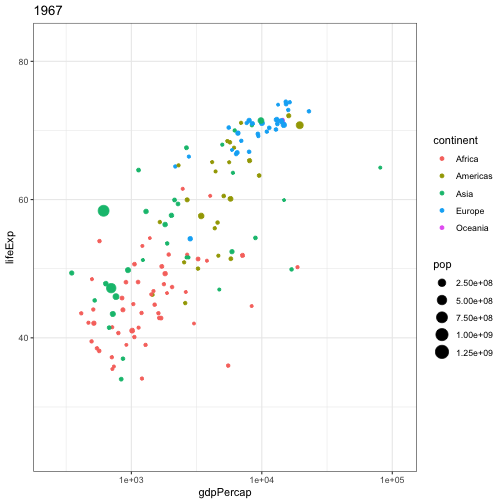 1967
80
60
40
lifeExp
1e+03
1e+04
1e+05
gdpPercap
continent
Africa
Americas
Asia
Europe
Oceania
pop
2.50e+08
5.00e+08
7.50e+08
1.00e+09
1.25e+09